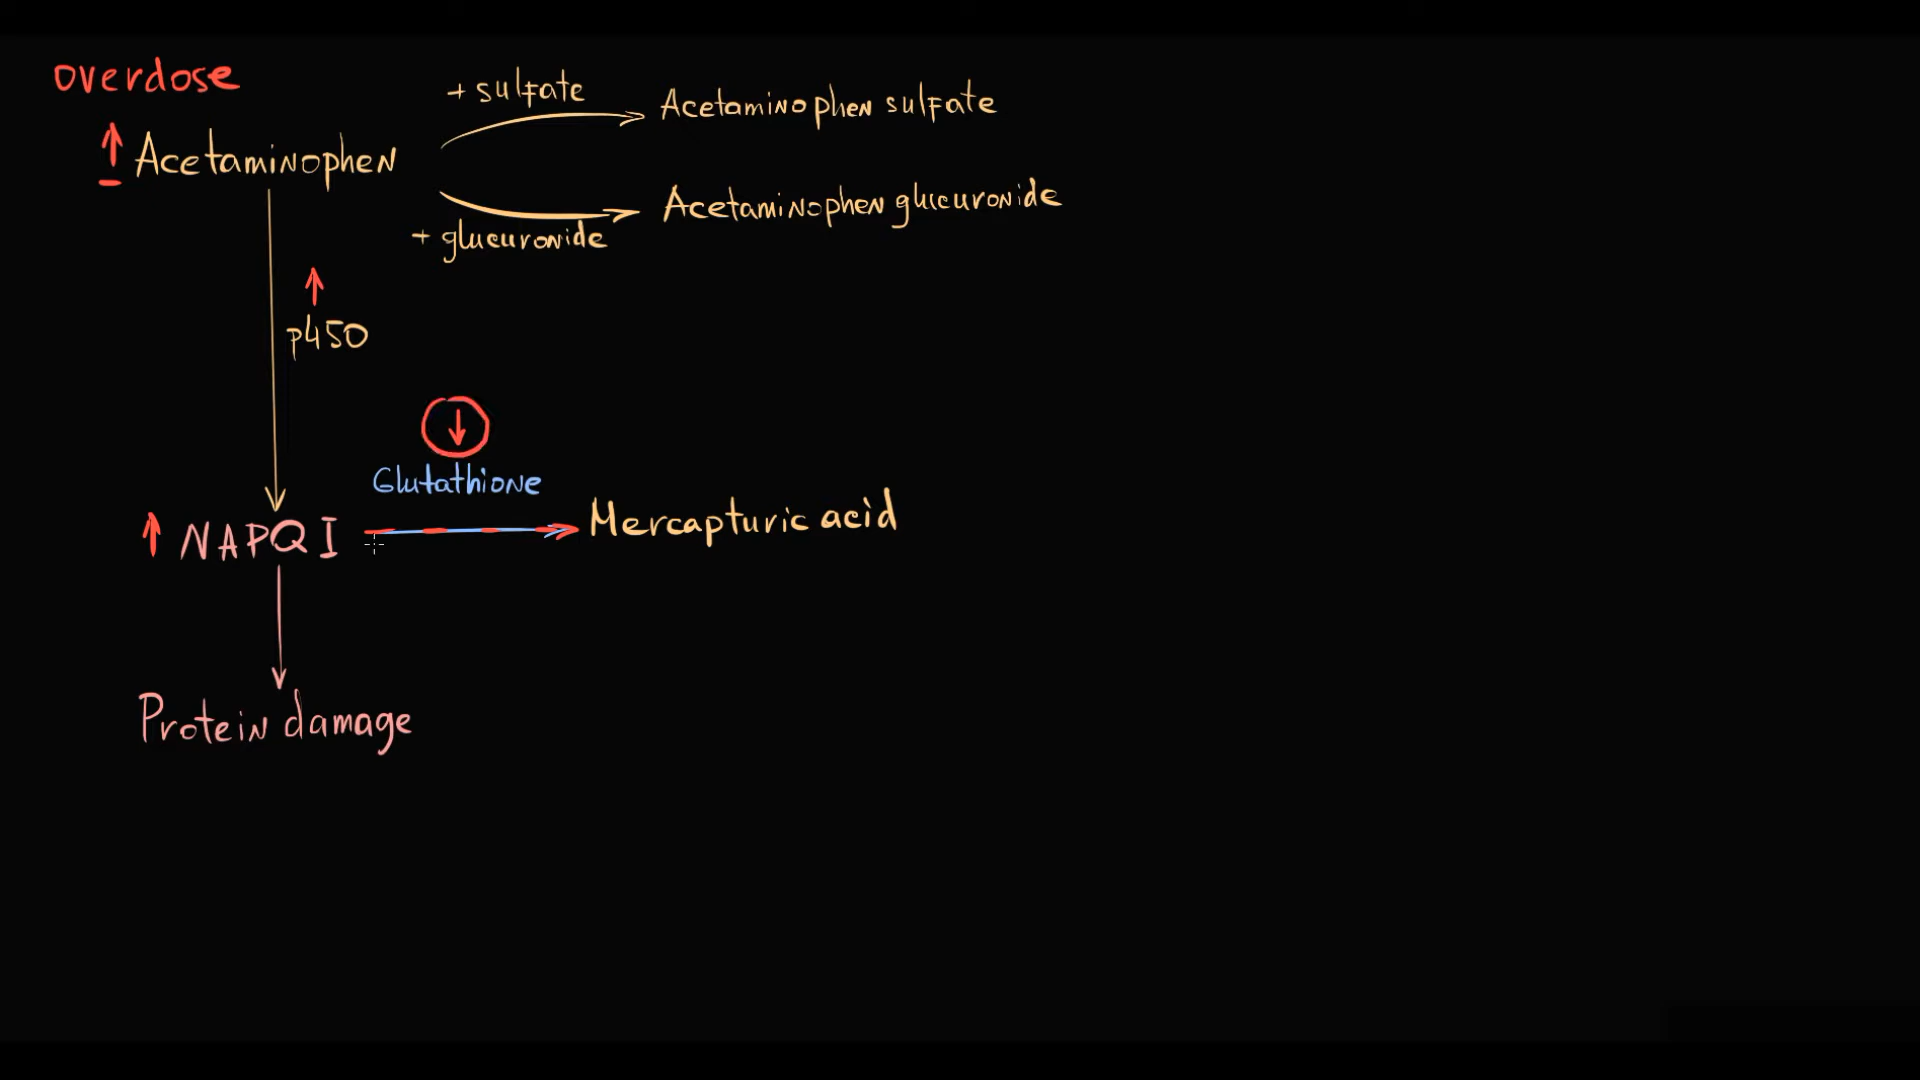 overdose
+ sulfate
Acetaminophen sulfate
↑ Acetaminophen
Acetaminophen glucuronide
+ glucuronide
↑
p450
↓
Glutathione
↑ NAPQI
Mercapturic acid
Protein damage